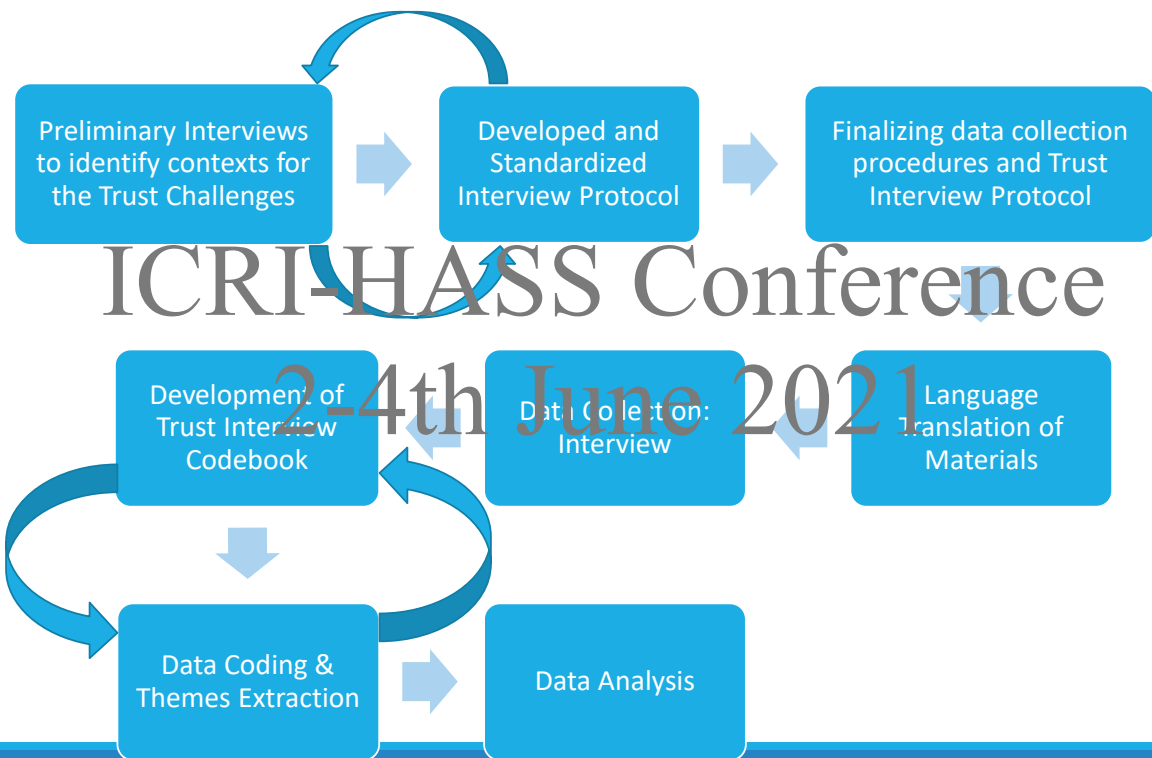 Preliminary Interviews
to identify contexts for
the Trust Challenges
Developed and
Standardized
Interview Protocol
Finalizing data collection
procedures and Trust
Interview Protocol
ICRI-HASS Conference
2-4th June 2021
Language
Translation of
Materials
Data Collection:
Interview
Development of
Trust Interview
Codebook
Data Coding &
Themes Extraction
Data Analysis